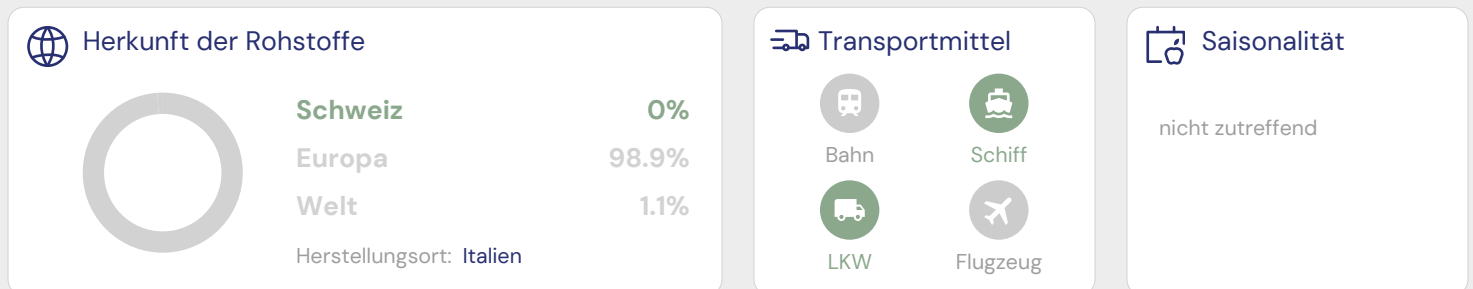 Herkunft der Rohstoffe
Schweiz 0%
Europa 98.9%
Welt 1.1%
Herstellungsort: Italien
Transportmittel
Bahn Schiff
LKW Flugzeug
Saisonalität
nicht zutreffend